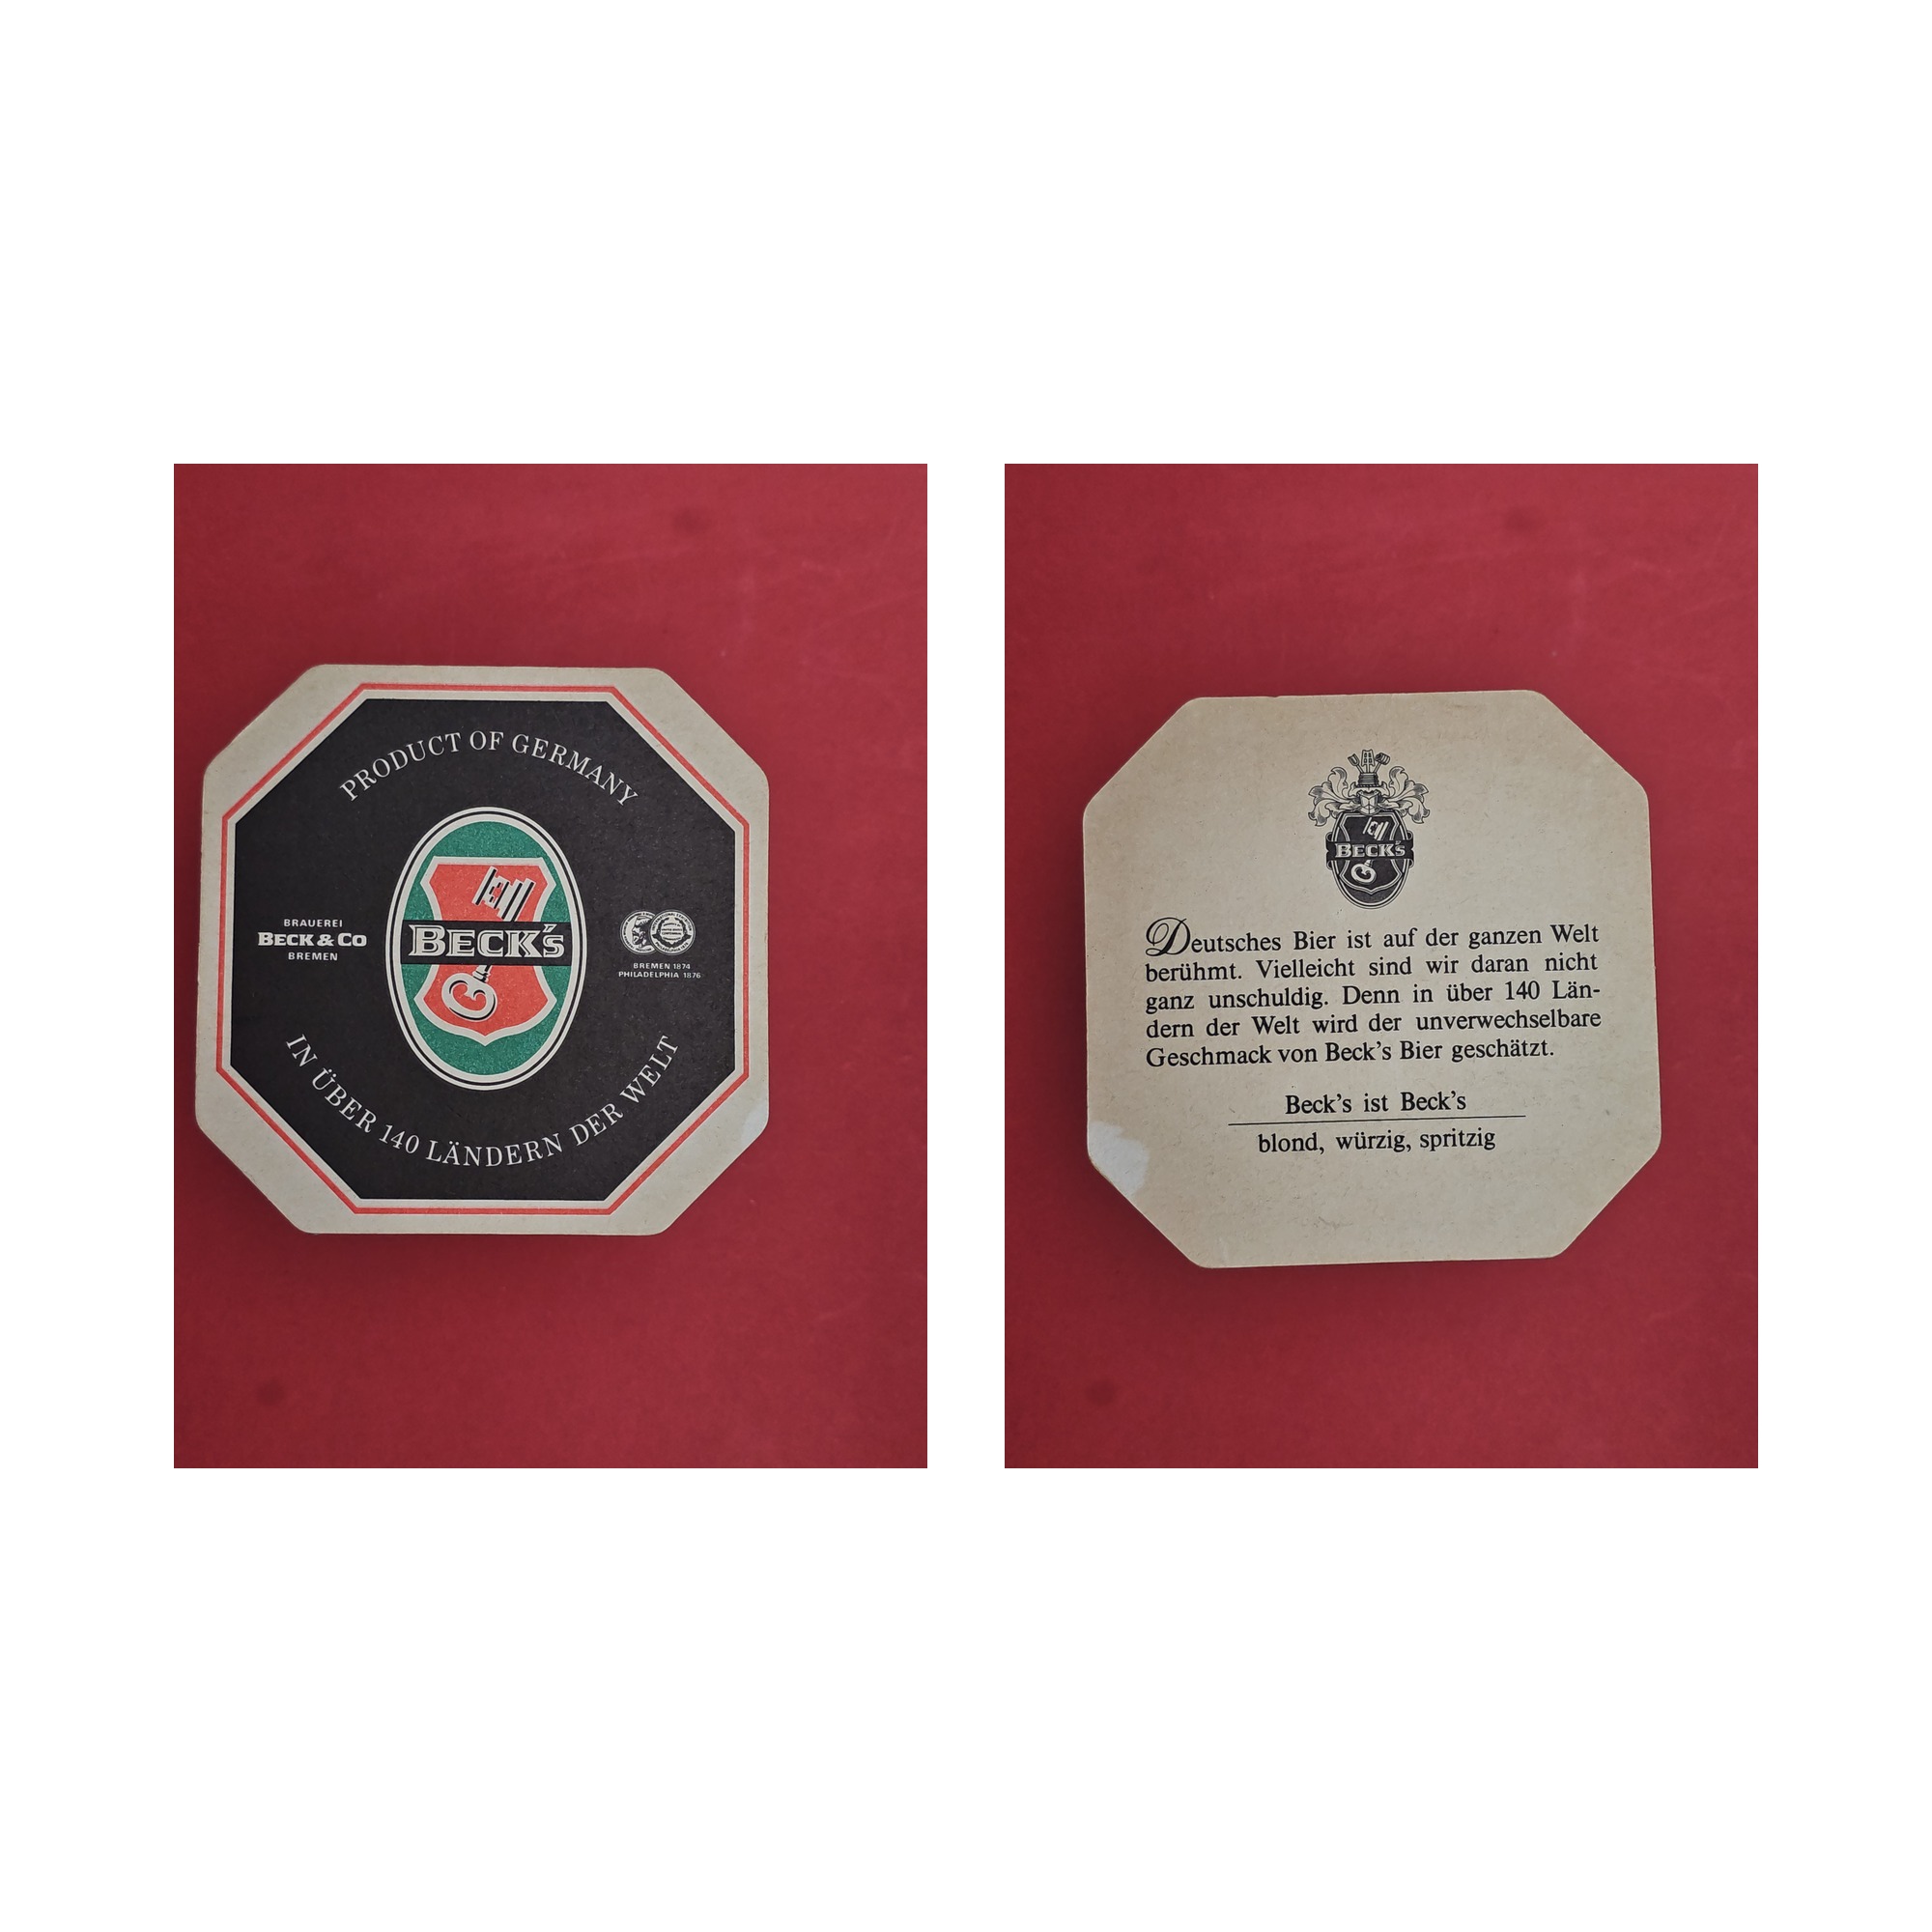 PRODUCT OF GERMANY
BRAUEREI
BECK & CO
BREMEN
BECK's
BREMEN 1874
PHILADELPHIA 1876
IN ÜBER 140 LÄNDERN DER WELT
BECK's
Deutsches Bier ist auf der ganzen Welt
berühmt. Vielleicht sind wir daran nicht
ganz unschuldig. Denn in über 140 Län-
dern der Welt wird der unverwechselbare
Geschmack von Beck's Bier geschätzt.
Beck's ist Beck's
blond, würzig, spritzig